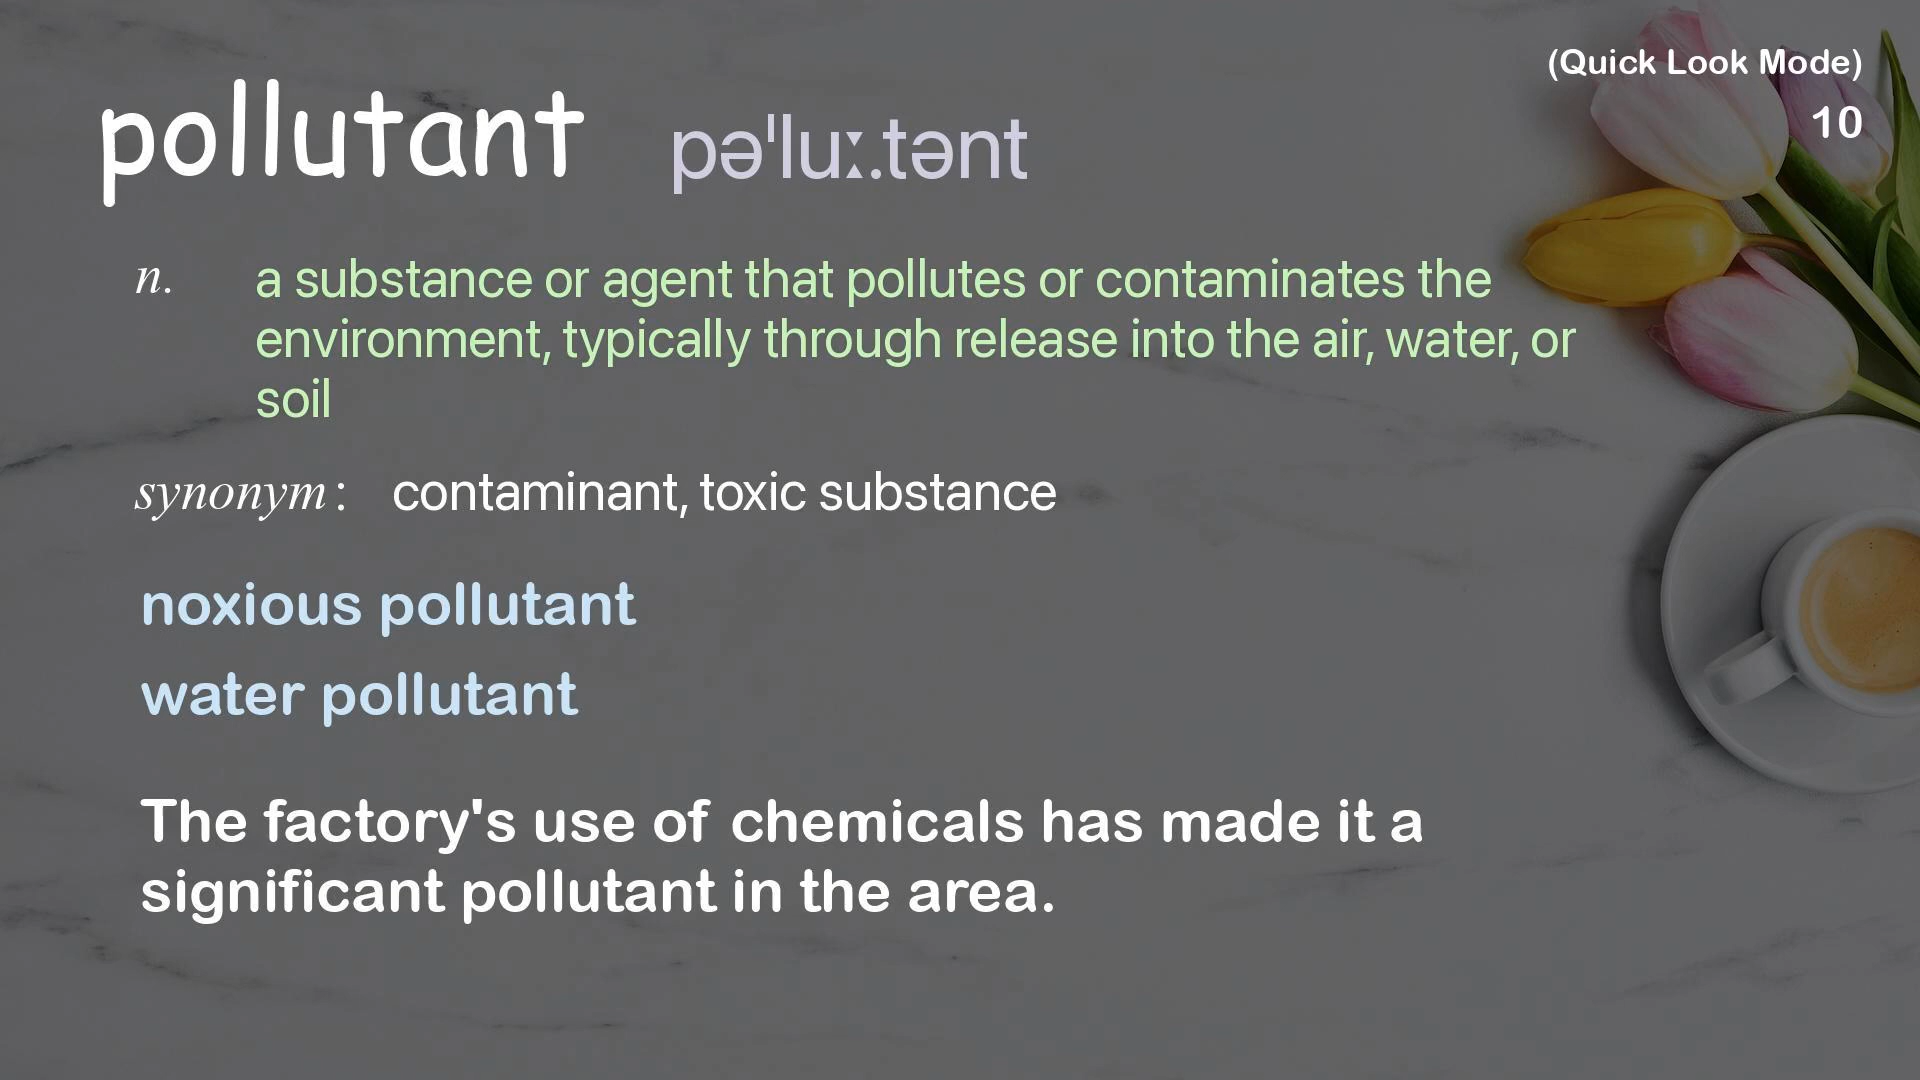 (Quick Look Mode)
10
pollutant pəˈluː.tənt
n. a substance or agent that pollutes or contaminates the
environment, typically through release into the air, water, or
soil
synonym: contaminant, toxic substance
noxious pollutant
water pollutant
The factory's use of chemicals has made it a
significant pollutant in the area.